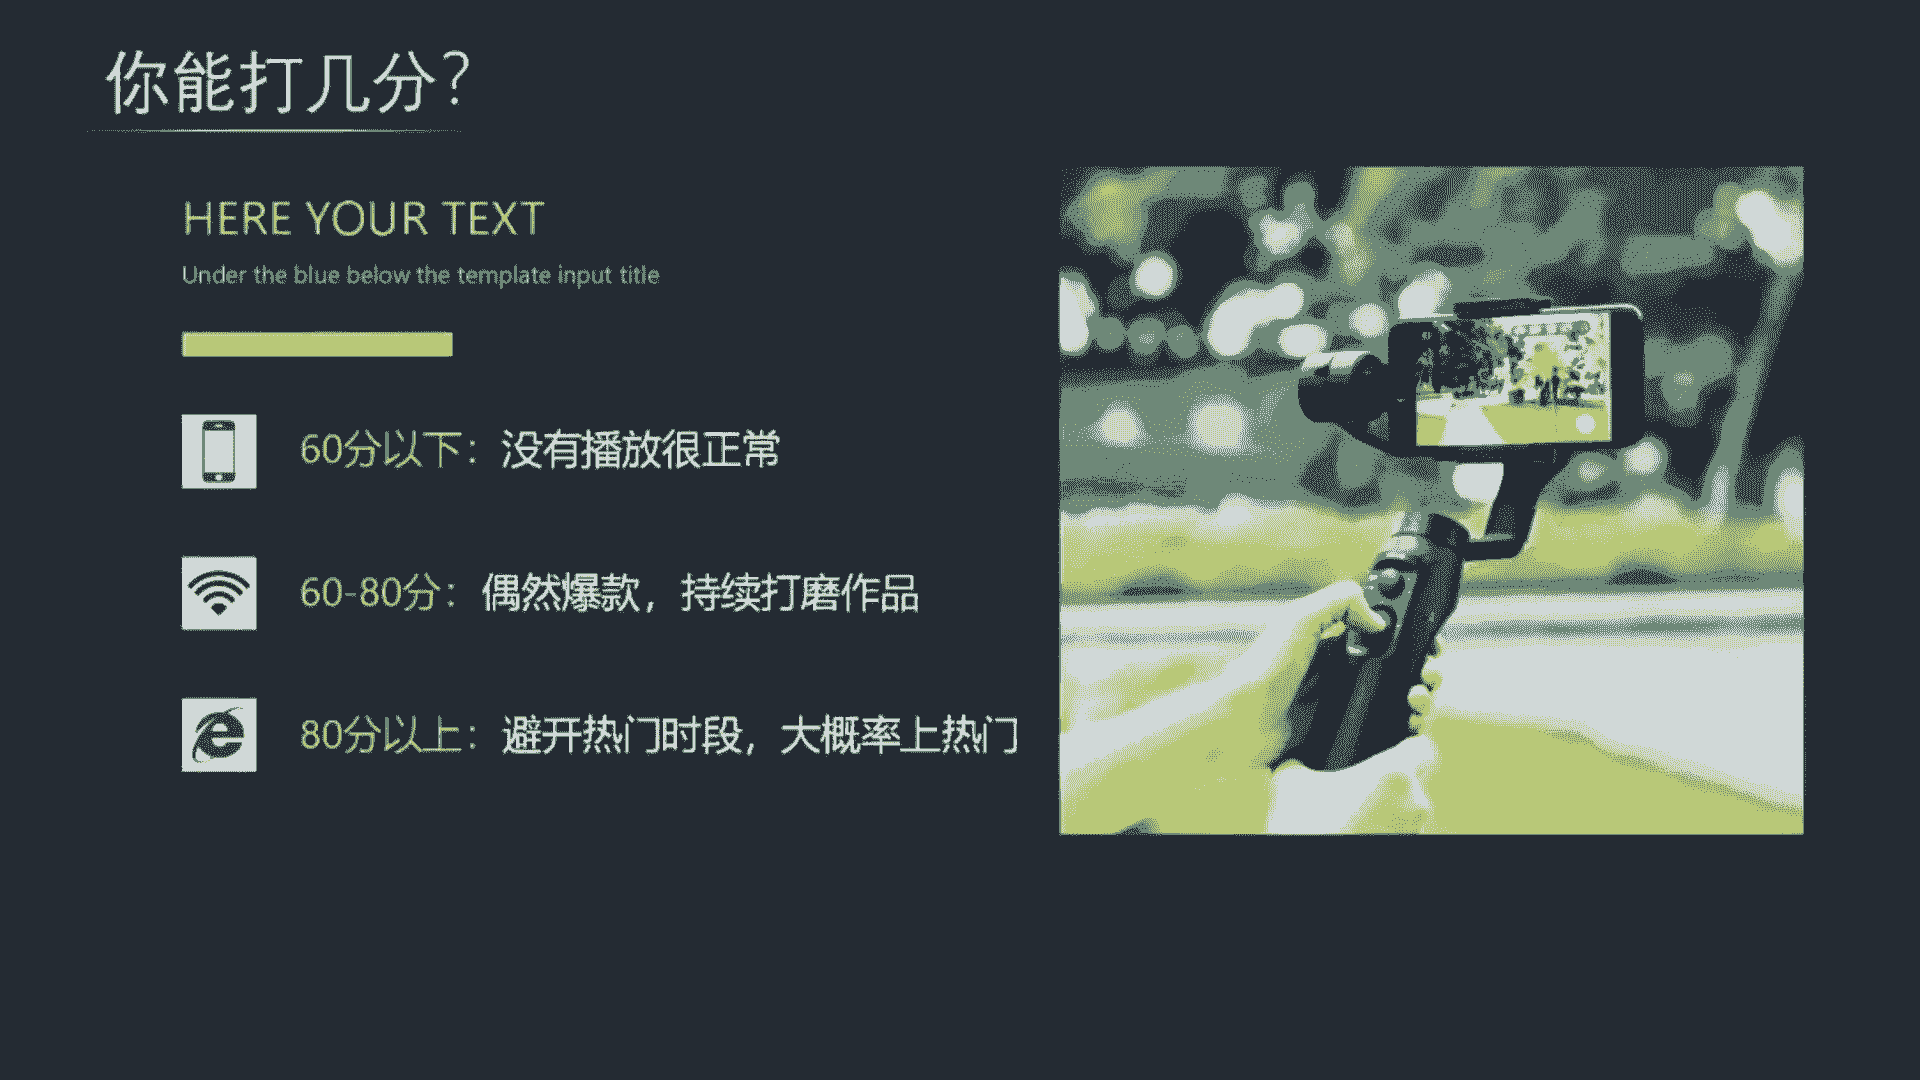 你能打几分？
HERE YOUR TEXT
Under the blue below the template input title
60分以下：没有播放很正常
60-80分：偶然爆款，持续打磨作品
80分以上：避开热门时段，大概率上热门